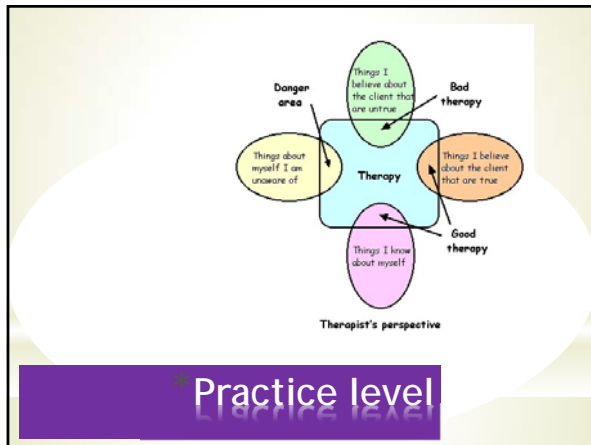 Things I
believe about
the client that
are untrue
Danger
area
Bad
therapy
Things about
myself I am
unaware of
Therapy
Things I believe
about the client
that are true
Good
therapy
Things I know
about myself
Therapist's perspective
*Practice level